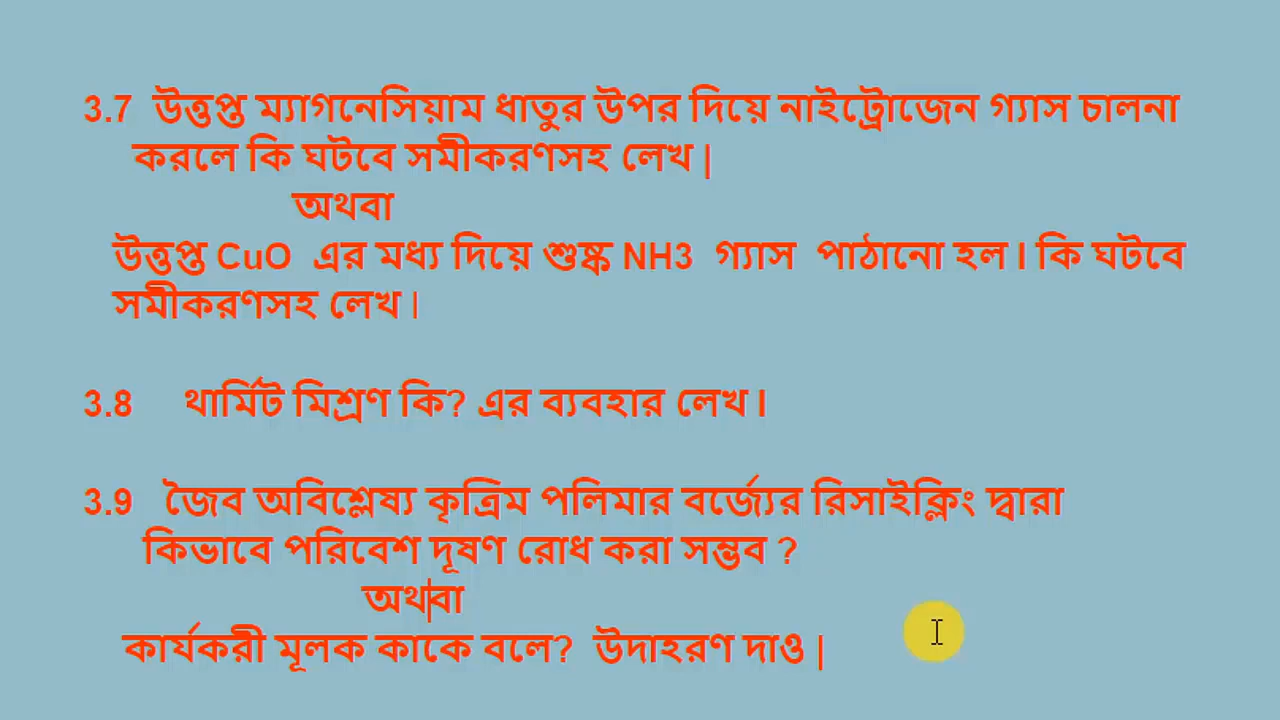 3.7 উত্তপ্ত ম্যাগনেসিয়াম ধাতুর উপর দিয়ে নাইট্রোজেন গ্যাস চালনা
করলে কি ঘটবে সমীকরণসহ লেখ |
অথবা
উত্তপ্ত CuO এর মধ্য দিয়ে শুষ্ক NH3 গ্যাস পাঠানো হল। কি ঘটবে
সমীকরণসহ লেখ |
3.8 থার্মিট মিশ্রণ কি? এর ব্যবহার লেখ।
3.9 জৈব অবিশ্লেষ্য কৃত্রিম পলিমার বর্জ্যের রিসাইক্লিং দ্বারা
কিভাবে পরিবেশ দূষণ রোধ করা সম্ভব ?
অথবা
কার্যকরী মূলক কাকে বলে? উদাহরণ দাও |